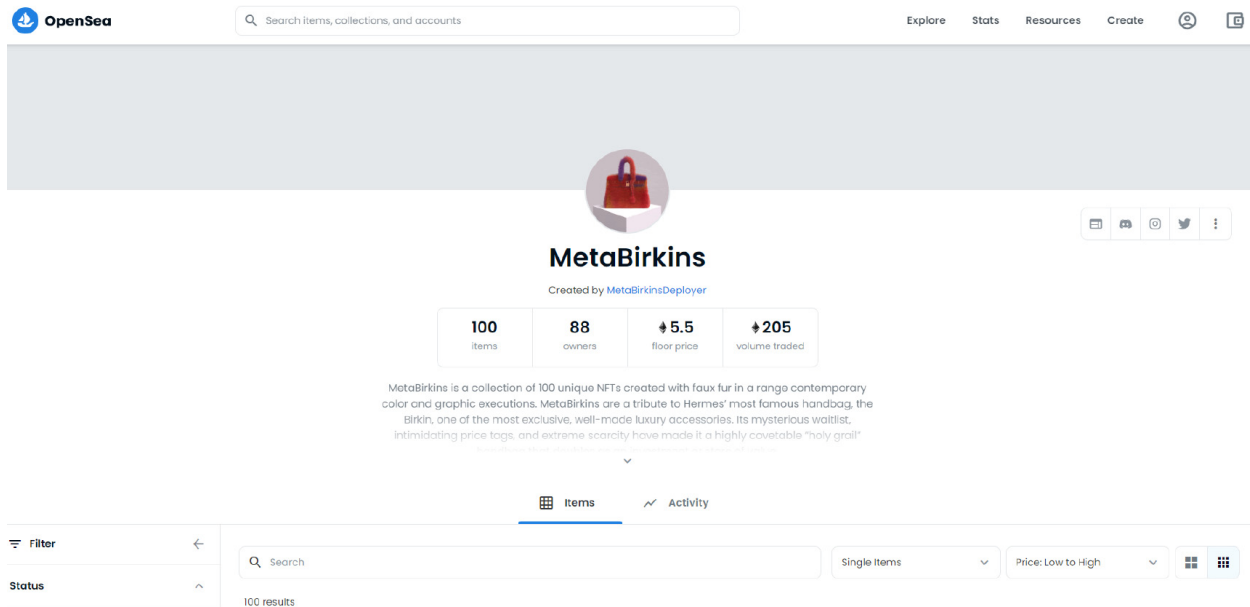 OpenSea
Search items, collections, and accounts
Explore Stats Resources Create
MetaBirkins
Created by MetaBirkinsDeployer
100 88 5.5 205
items owners floor price volume traded
MetaBirkins is a collection of 100 unique NFTs created with faux fur in a range contemporary
color and graphic executions. MetaBirkins are a tribute to Hermes' most famous handbag, the
Birkin, one of the most exclusive, well-made luxury accessories. Its mysterious waitlist,
intimidating price tags, and extreme scarcity have made it a highly covetable "holy grail"
Items Activity
Filter
Search
Single Items
Price: Low to High
Status
100 results